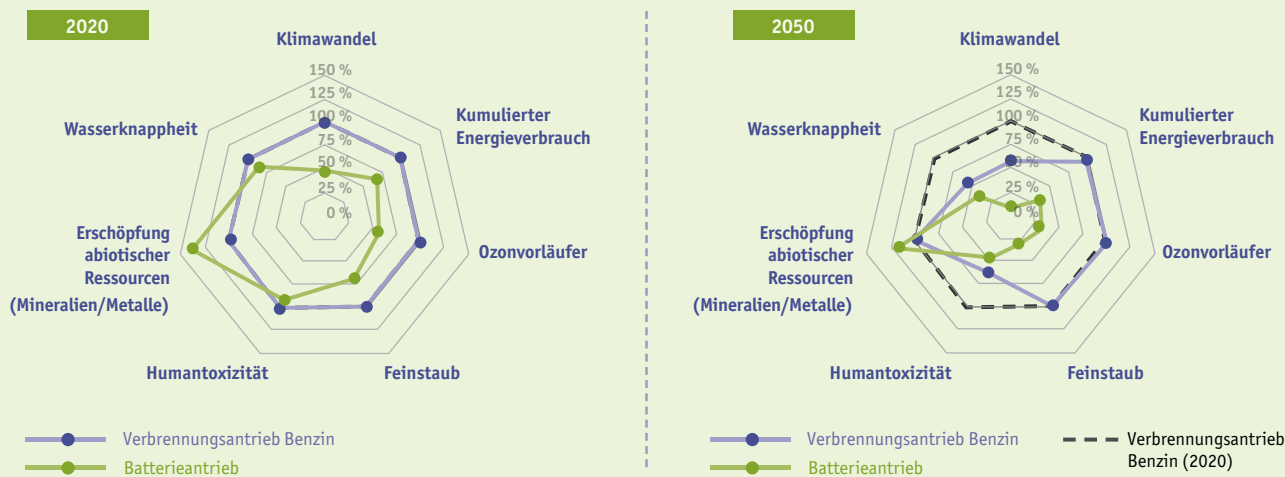 2020
Klimawandel
150 %
125 %
100 %
75 %
50 %
25 %
0 %
Kumulierter
Energieverbrauch
Ozonvorläufer
Feinstaub
Humantoxizität
Erschöpfung
abiotischer
Ressourcen
(Mineralien/Metalle)
Wasserknappheit
Verbrennungsantrieb Benzin
Batterieantrieb
2050
Klimawandel
150 %
125 %
100 %
75 %
50 %
25 %
0 %
Kumulierter
Energieverbrauch
Ozonvorläufer
Feinstaub
Humantoxizität
Erschöpfung
abiotischer
Ressourcen
(Mineralien/Metalle)
Wasserknappheit
Verbrennungsantrieb Benzin
Batterieantrieb
Verbrennungsantrieb
Benzin (2020)